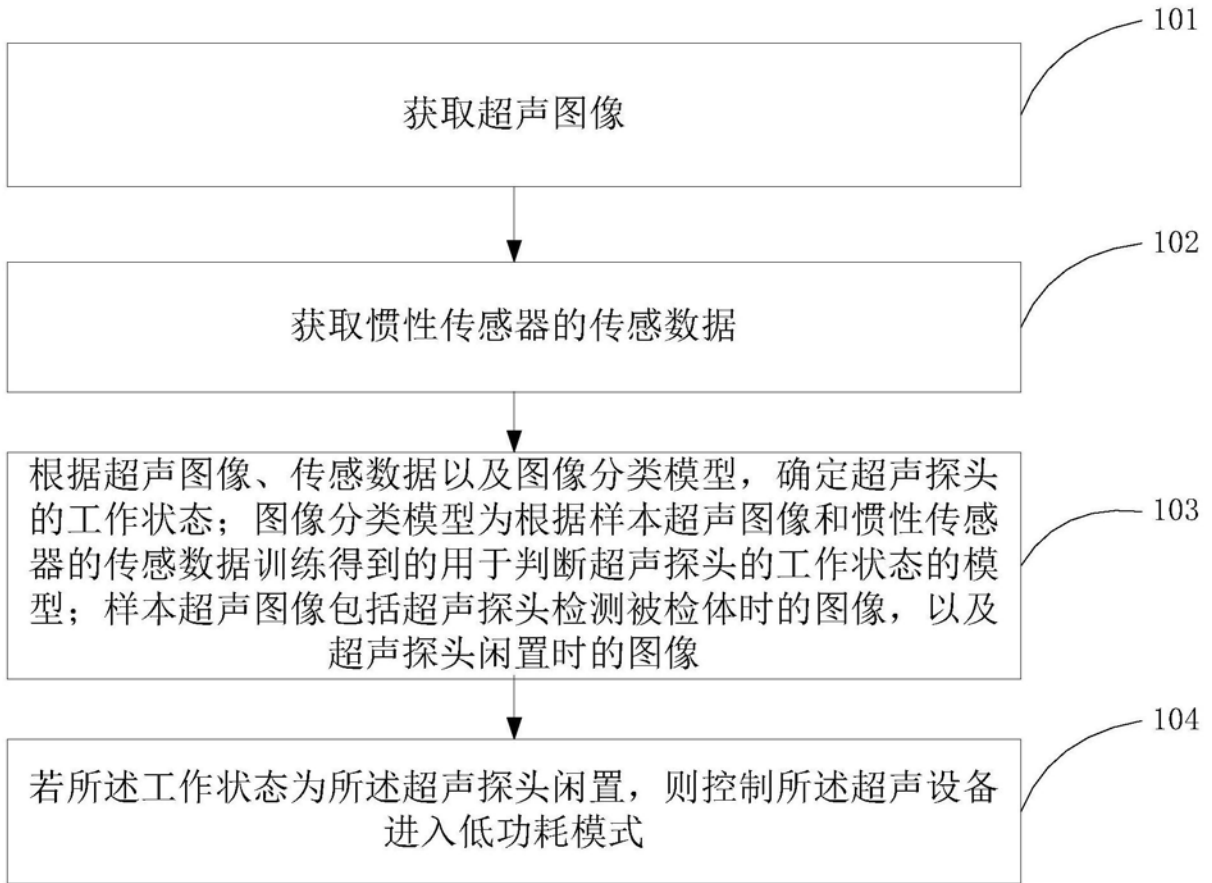 101
获取超声图像
102
获取惯性传感器的传感数据
根据超声图像、传感数据以及图像分类模型，确定超声探头
的工作状态；图像分类模型为根据样本超声图像和惯性传感
器的传感数据训练得到的用于判断超声探头的工作状态的模
型；样本超声图像包括超声探头检测被检体时的图像，以及
超声探头闲置时的图像
103
104
若所述工作状态为所述超声探头闲置，则控制所述超声设备
进入低功耗模式